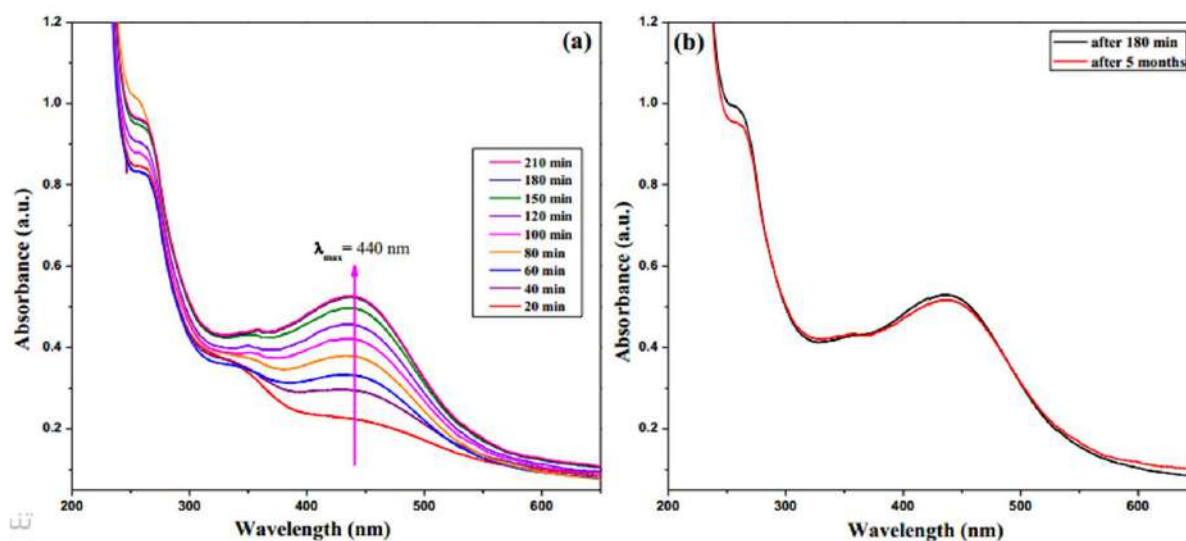 (a)
1.2
1.0
0.8
0.6
0.4
0.2
Absorbance (a.u.)
210 min
180 min
150 min
120 min
100 min
80 min
60 min
40 min
20 min
λmax= 440 nm
200 300 400 500 600
Wavelength (nm)
(b)
after 180 min
after 5 months
1.2
1.0
0.8
0.6
0.4
0.2
Absorbance (a.u.)
200 300 400 500 600
Wavelength (nm)